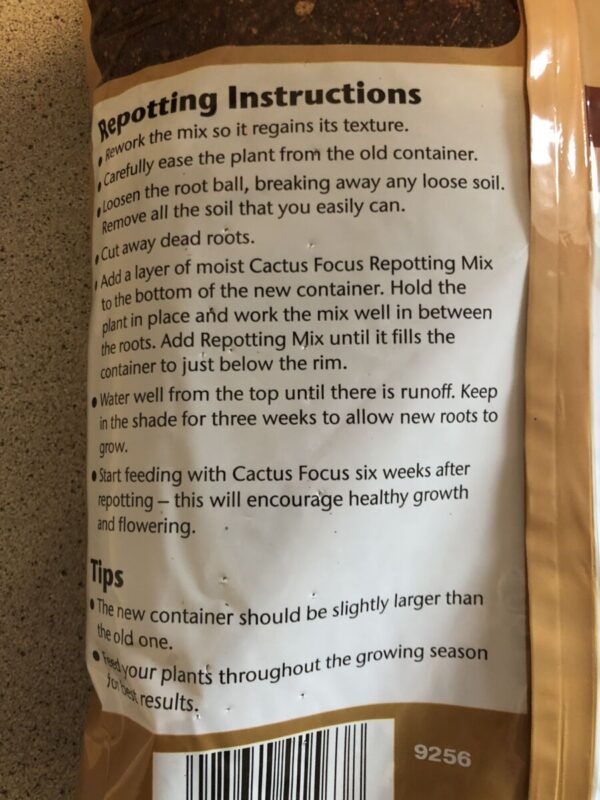 Repotting Instructions
• Rework the mix so it regains its texture.
• Carefully ease the plant from the old container.
• Loosen the root ball, breaking away any loose soil.
Remove all the soil that you easily can.
• Cut away dead roots.
• Add a layer of moist Cactus Focus Repotting Mix
to the bottom of the new container. Hold the
plant in place and work the mix well in between
the roots. Add Repotting Mix until it fills the
container to just below the rim.
• Water well from the top until there is runoff. Keep
in the shade for three weeks to allow new roots to
grow.
• Start feeding with Cactus Focus six weeks after
repotting – this will encourage healthy growth
and flowering.
Tips
• The new container should be slightly larger than
the old one.
• Feed your plants throughout the growing season
for best results.
9256